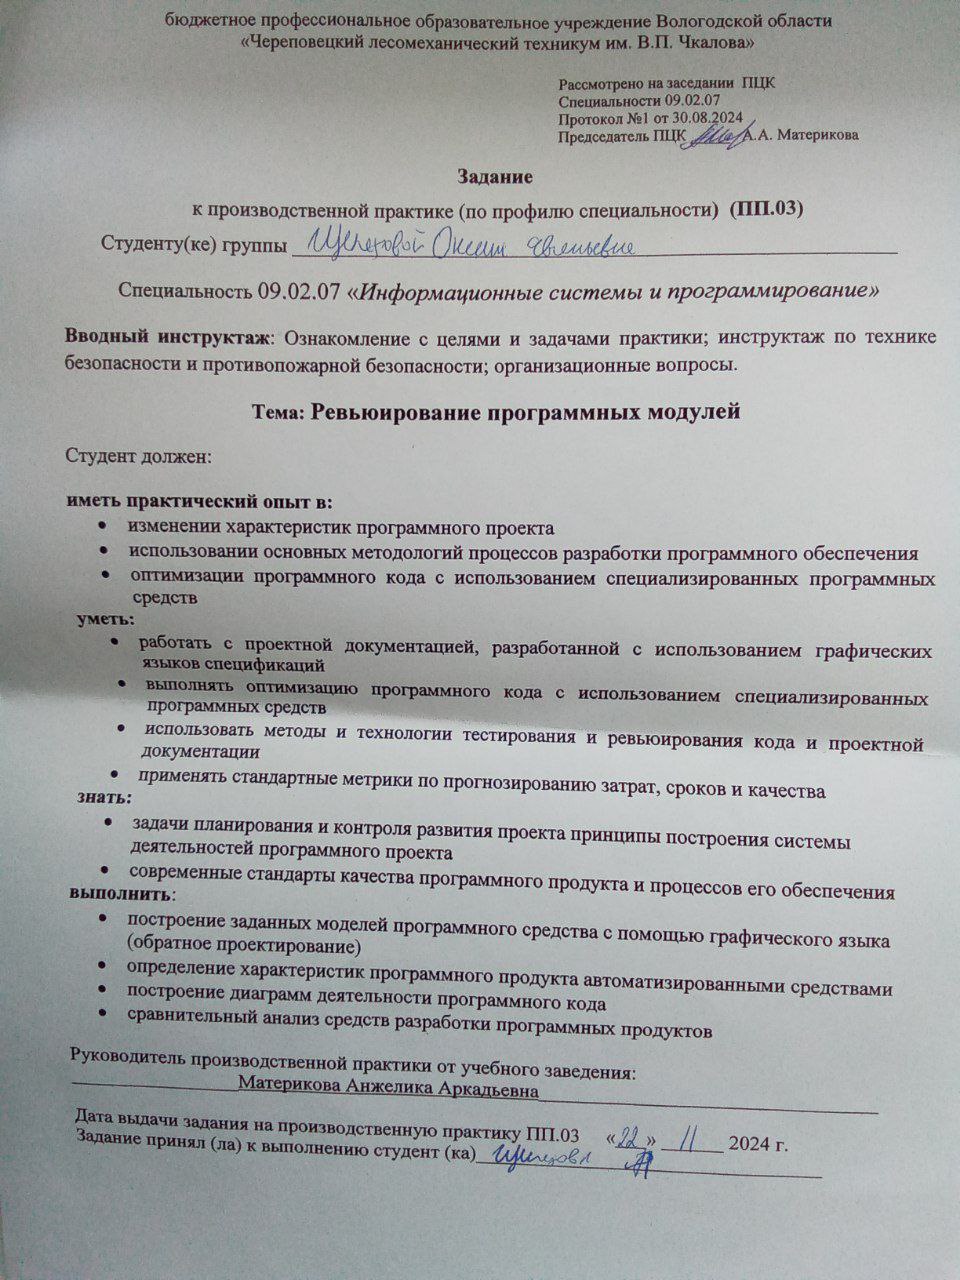 бюджетное профессиональное образовательное учреждение Вологодской области
«Череповецкий лесомеханический техникум им. В.П. Чкалова»
Рассмотрено на заседании ПЦК
Специальности 09.02.07
Протокол №1 от 30.08.2024
Председатель ПЦК А.А. Материкова
Задание
к производственной практике (по профилю специальности) (ПП.03)
Студенту(ке) группы
Специальность 09.02.07 «Информационные системы и программирование»
Вводный инструктаж: Ознакомление с целями и задачами практики; инструктаж по технике
безопасности и противопожарной безопасности; организационные вопросы.
Тема: Ревьюирование программных модулей
Студент должен:
иметь практический опыт в:
• изменении характеристик программного проекта
• использовании основных методологий процессов разработки программного обеспечения
• оптимизации программного кода с использованием специализированных программных
средств
уметь:
• работать с проектной документацией, разработанной с использованием графических
языков спецификаций
• выполнять оптимизацию программного кода с использованием специализированных
программных средств
• использовать методы и технологии тестирования и ревьюирования кода и проектной
документации
• применять стандартные метрики по прогнозированию затрат, сроков и качества
знать:
• задачи планирования и контроля развития проекта принципы построения системы
деятельностей программного проекта
• современные стандарты качества программного продукта и процессов его обеспечения
выполнить:
• построение заданных моделей программного средства с помощью графического языка
(обратное проектирование)
• определение характеристик программного продукта автоматизированными средствами
• построение диаграмм деятельности программного кода
• сравнительный анализ средств разработки программных продуктов
Руководитель производственной практики от учебного заведения:
Материкова Анжелика Аркадьевна
Дата выдачи задания на производственную практику ПП.03 «22» 11 2024 г.
Задание принял (ла) к выполнению студент (ка)